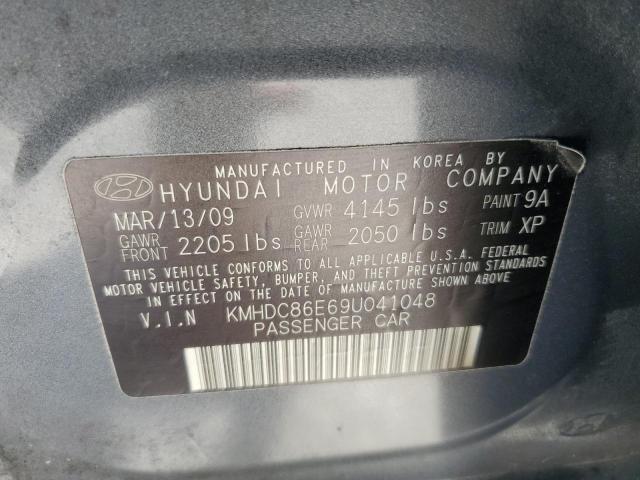 MANUFACTURED IN KOREA BY
HYUNDAI MOTOR COMPANY
MAR/13/09 GVWR 4145 lbs PAINT 9A
GAWR FRONT 2205 lbs GAWR REAR 2050 lbs TRIM XP
THIS VEHICLE CONFORMS TO ALL APPLICABLE U.S.A. FEDERAL
MOTOR VEHICLE SAFETY, BUMPER, AND THEFT PREVENTION STANDARDS
IN EFFECT ON THE DATE OF MANUFACTURE SHOWN ABOVE
V.I.N KMHDC86E69U041048
PASSENGER CAR